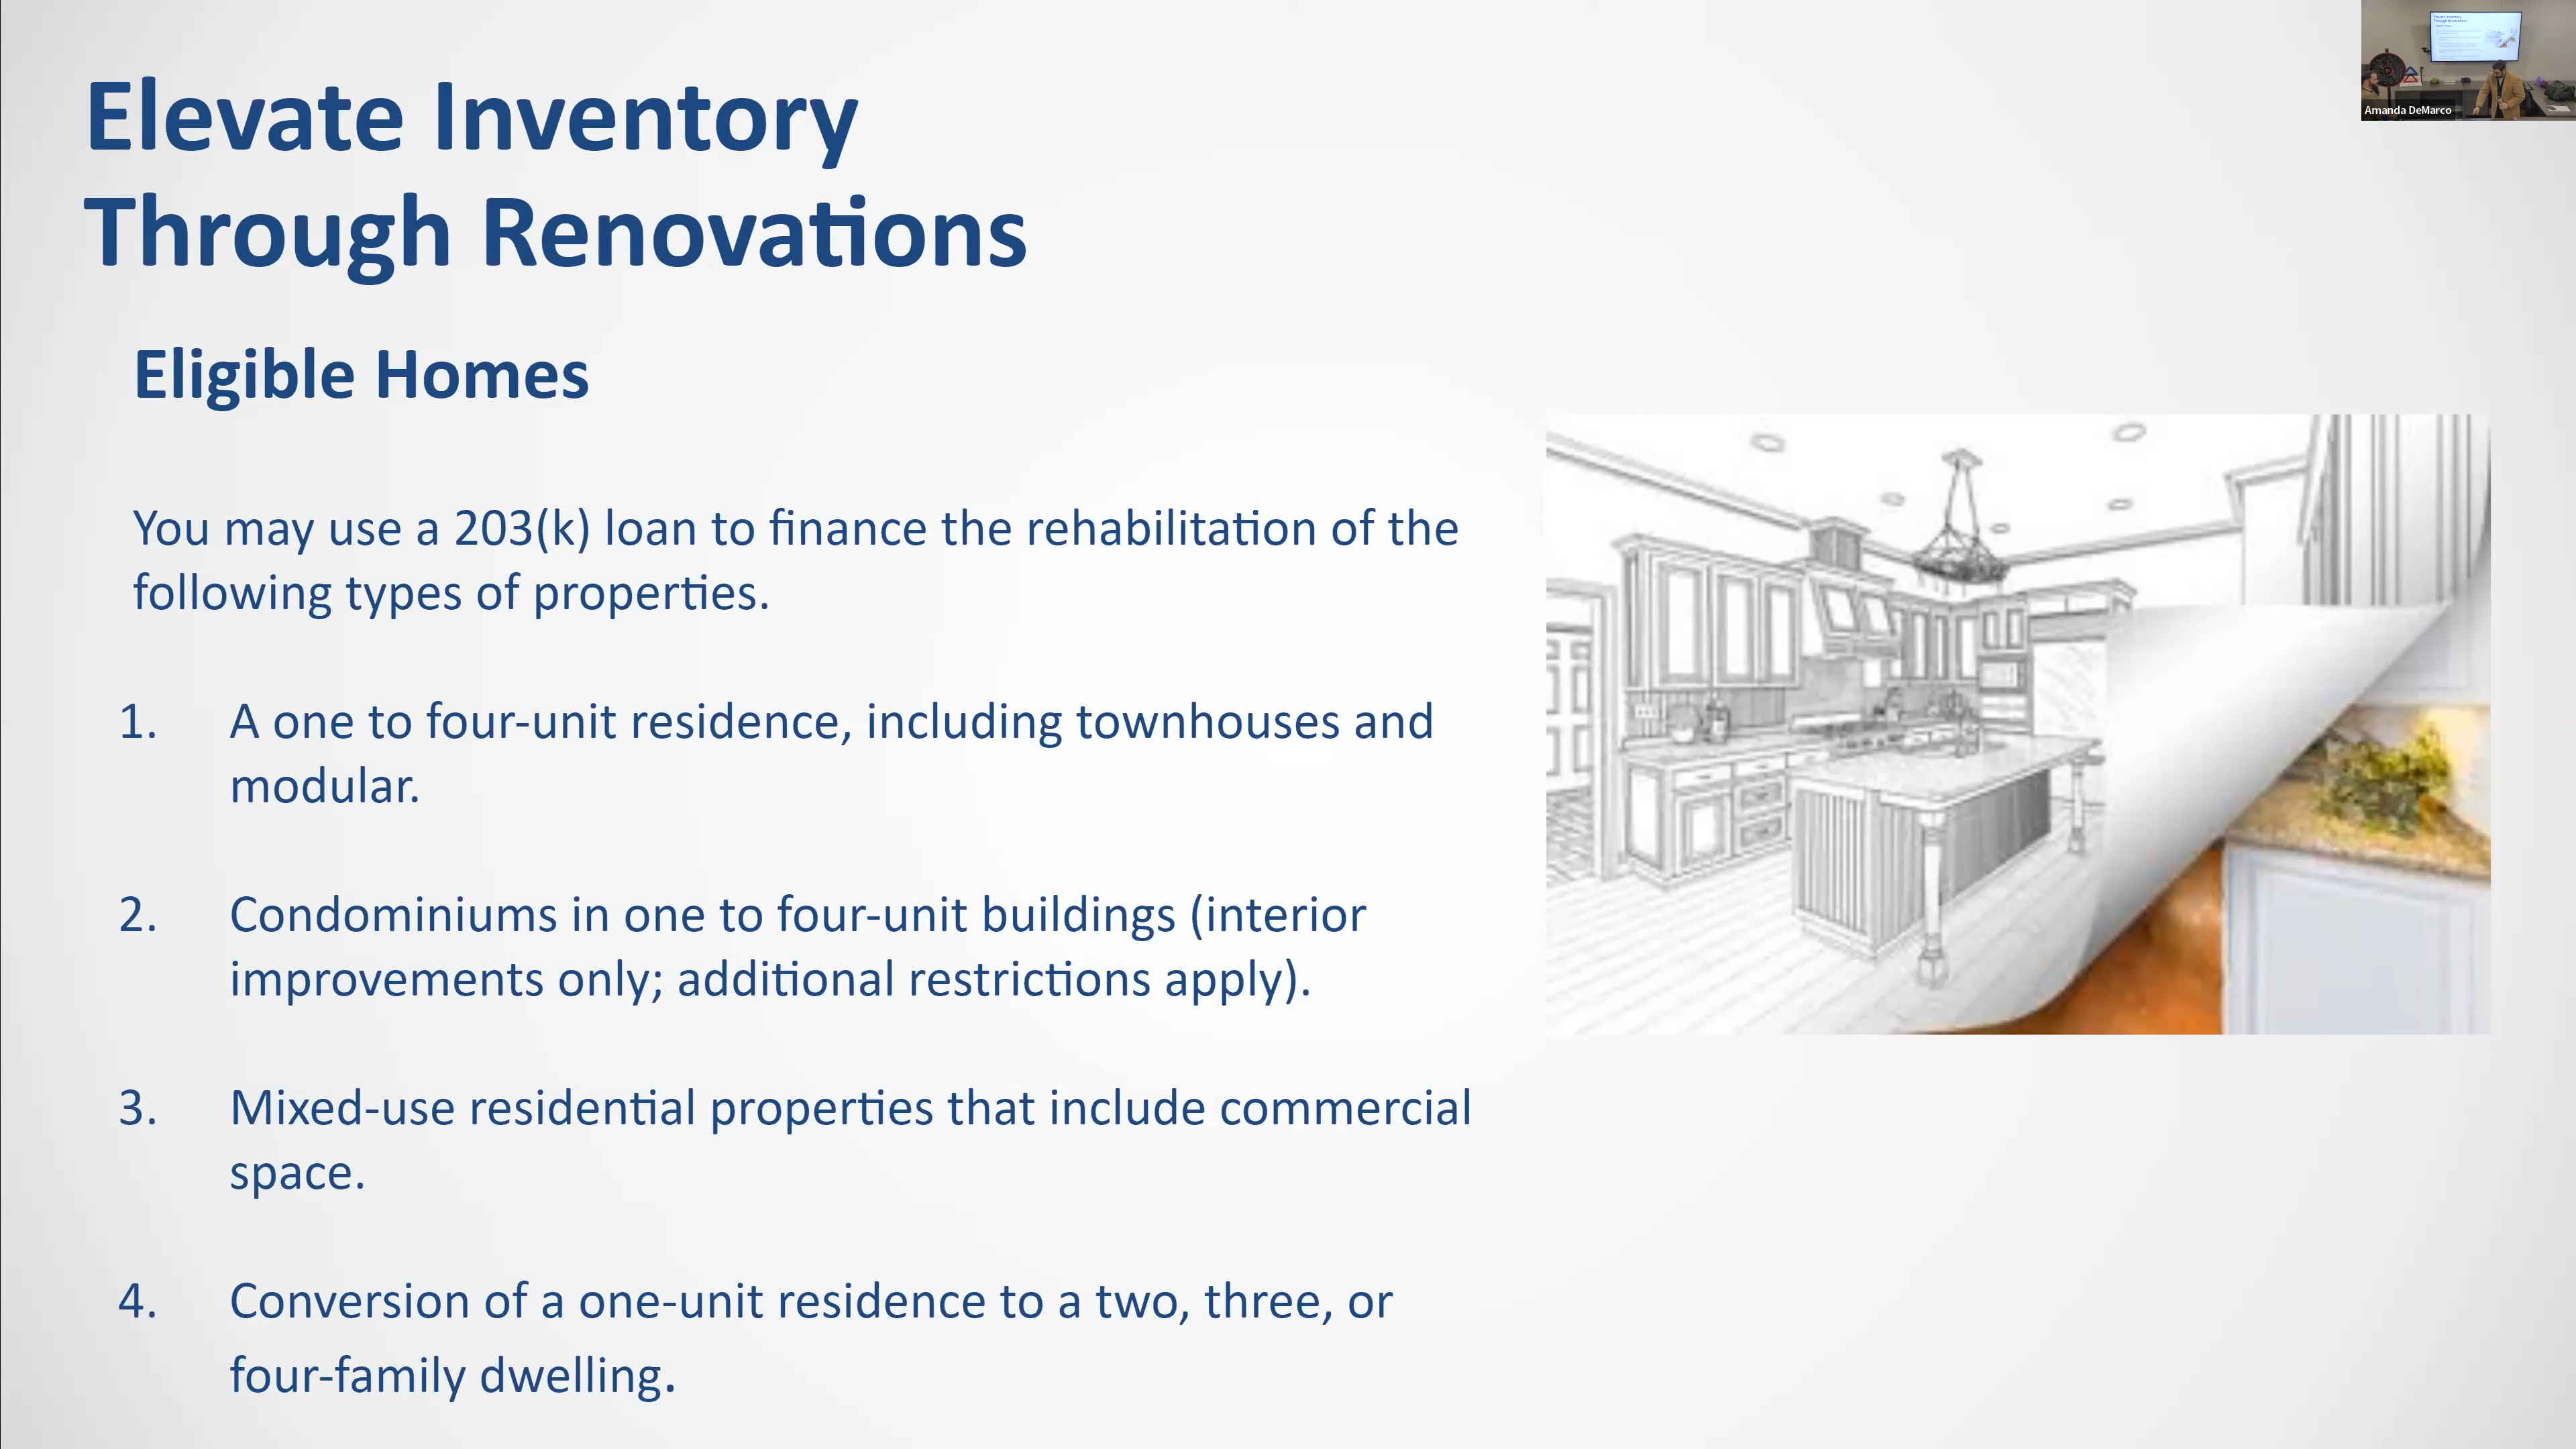 Elevate Inventory
Through Renovations
Eligible Homes
You may use a 203(k) loan to finance the rehabilitation of the
following types of properties.
1. A one to four-unit residence, including townhouses and
modular.
2. Condominiums in one to four-unit buildings (interior
improvements only; additional restrictions apply).
3. Mixed-use residential properties that include commercial
space.
4. Conversion of a one-unit residence to a two, three, or
four-family dwelling.
Amanda DeMarco